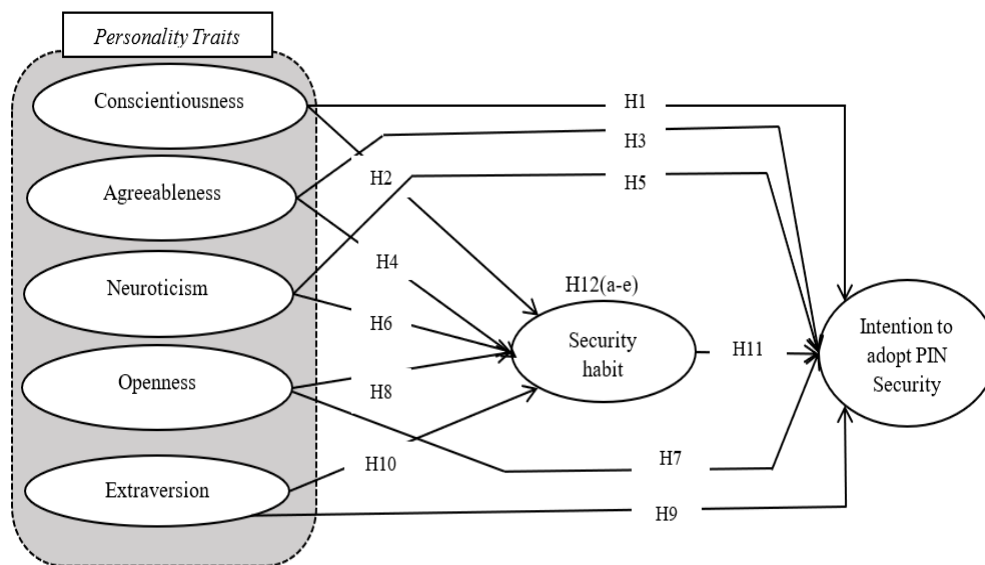 Personality Traits
Conscientiousness
H1
H3
H2
H5
Agreeableness
H4
H12(a-e)
Neuroticism
H6
Security
habit
H11
Intention to
adopt PIN
Security
Openness
H8
H10
H7
Extraversion
H9